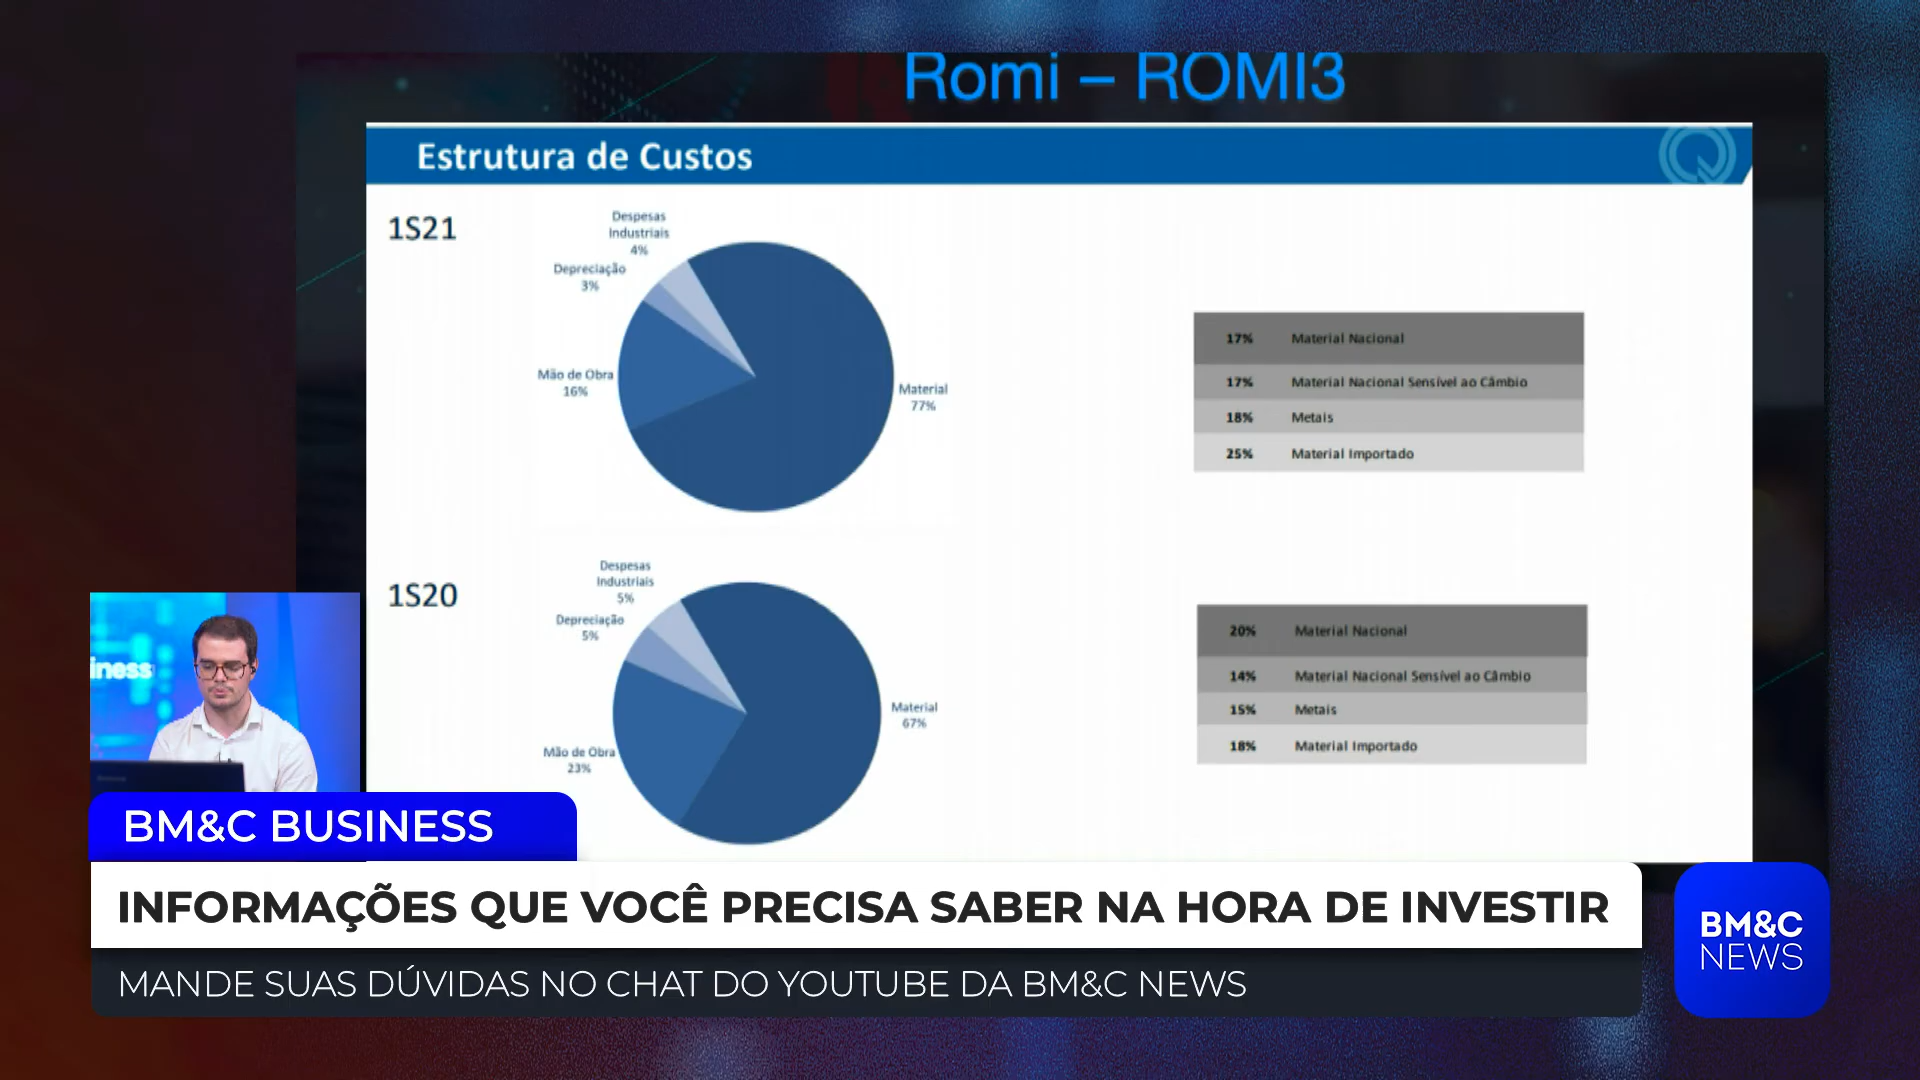 Romi – ROMI3
Estrutura de Custos
1S21
Despesas
Industriais
4%
Depreciação
3%
Mão de Obra
16%
Material
77%
17% Material Nacional
17% Material Nacional Sensível ao Câmbio
18% Metais
25% Material Importado
1S20
Despesas
Industriais
5%
Depreciação
5%
Mão de Obra
23%
Material
67%
20% Material Nacional
14% Material Nacional Sensível ao Câmbio
15% Metais
18% Material Importado
iness
BM&C BUSINESS
INFORMAÇÕES QUE VOCÊ PRECISA SABER NA HORA DE INVESTIR
MANDE SUAS DÚVIDAS NO CHAT DO YOUTUBE DA BM&C NEWS
BM&C
NEWS